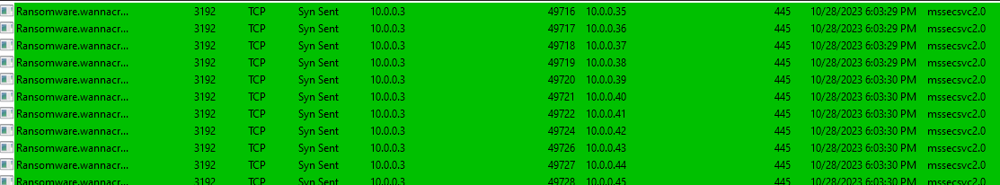 Ransomware.wannacr... 3192 TCP Syn Sent 10.0.0.3 49716 10.0.0.35 445 10/28/2023 6:03:29 PM mssecsvc2.0
Ransomware.wannacr... 3192 TCP Syn Sent 10.0.0.3 49717 10.0.0.36 445 10/28/2023 6:03:29 PM mssecsvc2.0
Ransomware.wannacr... 3192 TCP Syn Sent 10.0.0.3 49718 10.0.0.37 445 10/28/2023 6:03:29 PM mssecsvc2.0
Ransomware.wannacr... 3192 TCP Syn Sent 10.0.0.3 49719 10.0.0.38 445 10/28/2023 6:03:29 PM mssecsvc2.0
Ransomware.wannacr... 3192 TCP Syn Sent 10.0.0.3 49720 10.0.0.39 445 10/28/2023 6:03:30 PM mssecsvc2.0
Ransomware.wannacr... 3192 TCP Syn Sent 10.0.0.3 49721 10.0.0.40 445 10/28/2023 6:03:30 PM mssecsvc2.0
Ransomware.wannacr... 3192 TCP Syn Sent 10.0.0.3 49722 10.0.0.41 445 10/28/2023 6:03:30 PM mssecsvc2.0
Ransomware.wannacr... 3192 TCP Syn Sent 10.0.0.3 49724 10.0.0.42 445 10/28/2023 6:03:30 PM mssecsvc2.0
Ransomware.wannacr... 3192 TCP Syn Sent 10.0.0.3 49726 10.0.0.43 445 10/28/2023 6:03:30 PM mssecsvc2.0
Ransomware.wannacr... 3192 TCP Syn Sent 10.0.0.3 49727 10.0.0.44 445 10/28/2023 6:03:30 PM mssecsvc2.0
Ransomware.wannacr... 3192 TCP Syn Sent 10.0.0.3 49728 10.0.0.45 445 10/28/2023 6:03:30 PM mssecsvc2.0